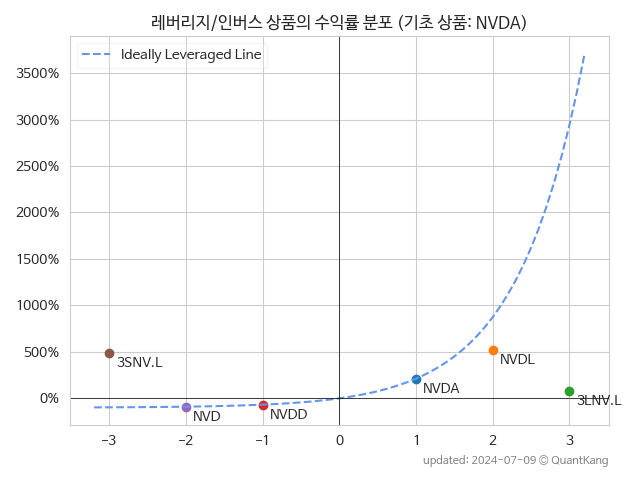 레버리지/인버스 상품의 수익률 분포 (기초 상품: NVDA)
Ideally Leveraged Line
3500%
3000%
2500%
2000%
1500%
1000%
500%
0%
3SNV.L
NVD
NVDD
NVDA
NVDL
3LNV.L
−3
−2
−1
0
1
2
3
updated: 2024-07-09 © QuantKang